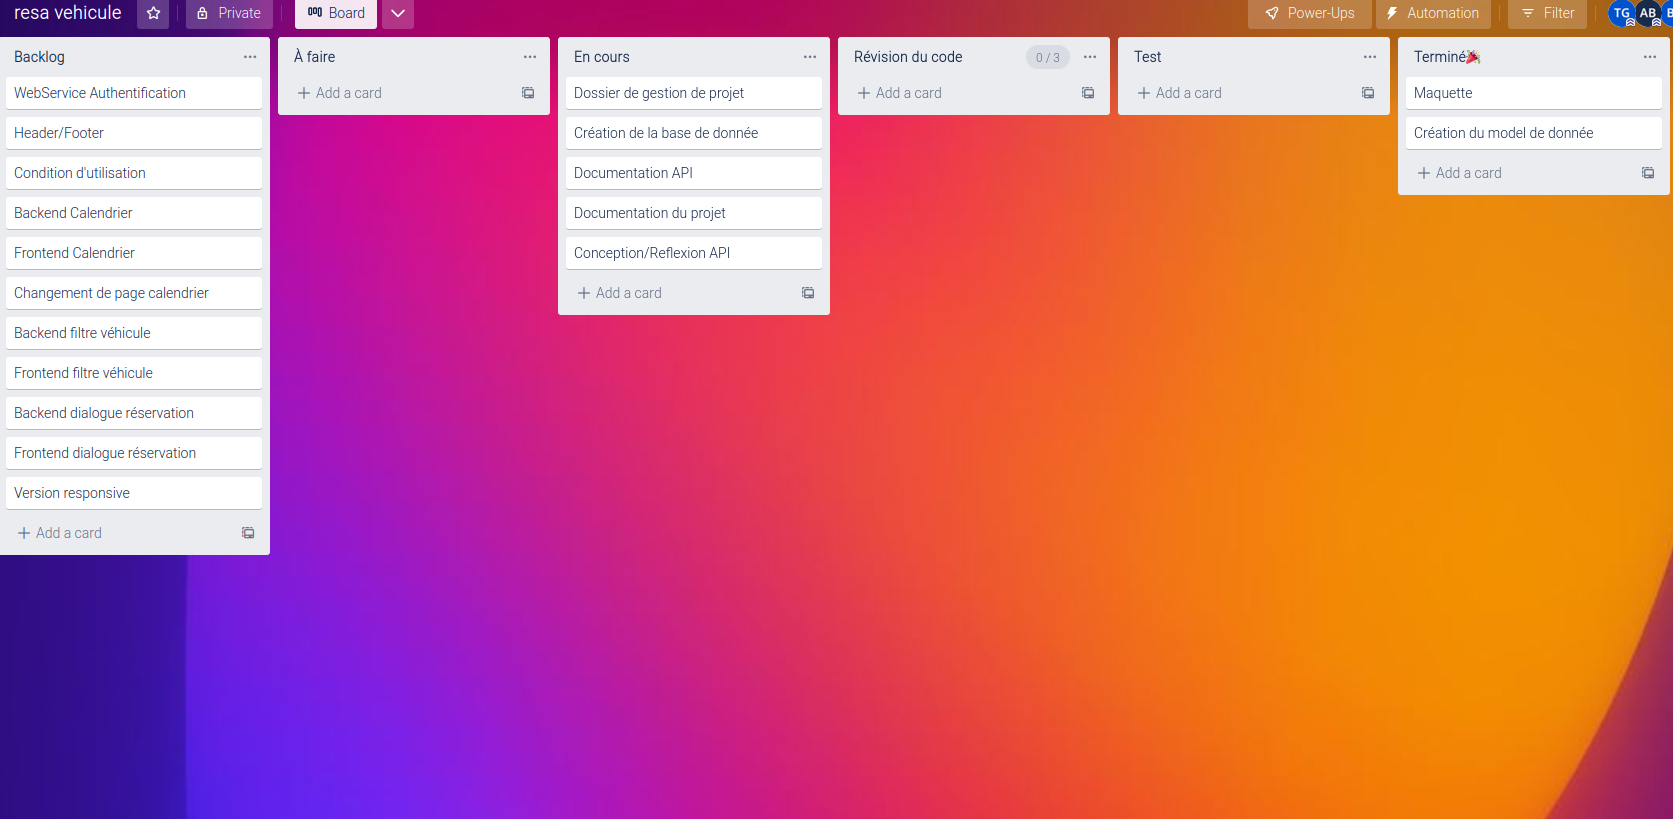 resa vehicule
Private
Board
Power-Ups
Automation
Filter
TG
AB
Backlog
WebService Authentification
Header/Footer
Condition d'utilisation
Backend Calendrier
Frontend Calendrier
Changement de page calendrier
Backend filtre véhicule
Frontend filtre véhicule
Backend dialogue réservation
Frontend dialogue réservation
Version responsive
Add a card
À faire
Add a card
En cours
Dossier de gestion de projet
Création de la base de donnée
Documentation API
Documentation du projet
Conception/Reflexion API
Add a card
Révision du code
0 / 3
Add a card
Test
Add a card
Terminé🎉
Maquette
Création du model de donnée
Add a card